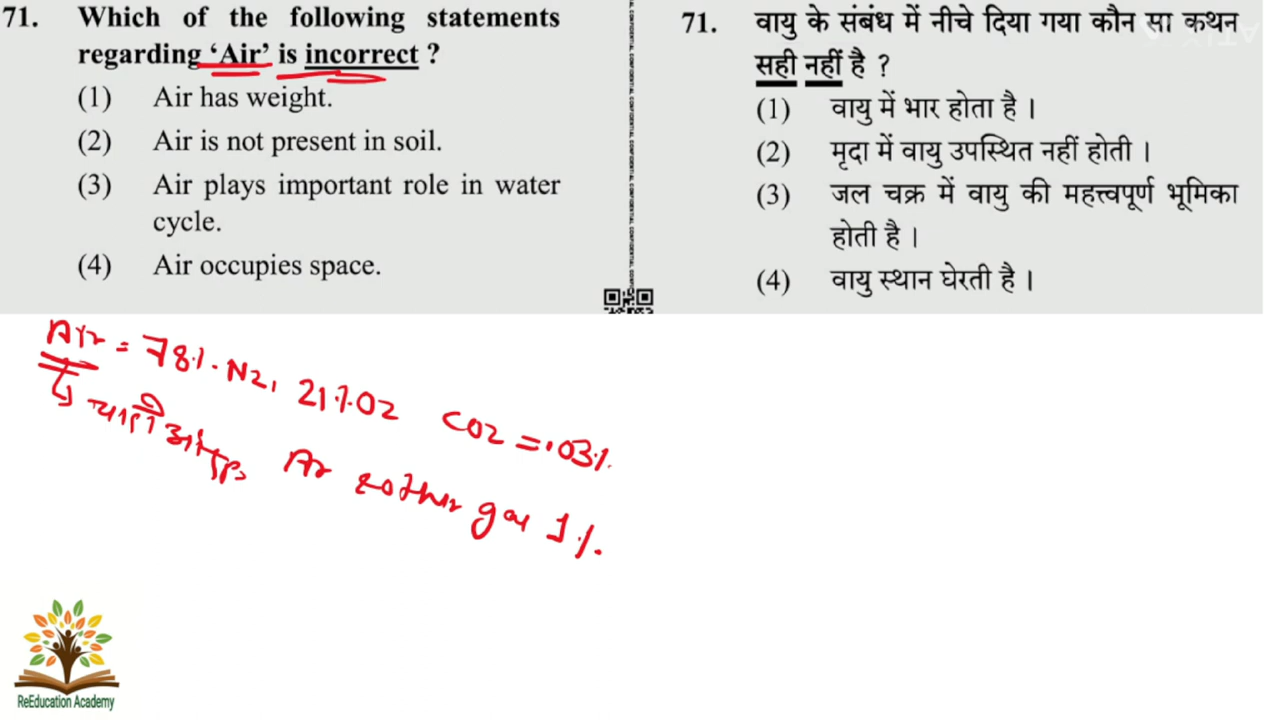 71. Which of the following statements
regarding ‘Air’ is incorrect ?
(1) Air has weight.
(2) Air is not present in soil.
(3) Air plays important role in water
cycle.
(4) Air occupies space.
71. वायु के संबंध में नीचे दिया गया कौन सा कथन
सही नहीं है ?
(1) वायु में भार होता है ।
(2) मृदा में वायु उपस्थित नहीं होती ।
(3) जल चक्र में वायु की महत्त्वपूर्ण भूमिका
होती है ।
(4) वायु स्थान घेरती है ।
Air = 78%. N2, 21%O2 CO2 = .03%.
Ar other gas 1%.
ReEducation Academy